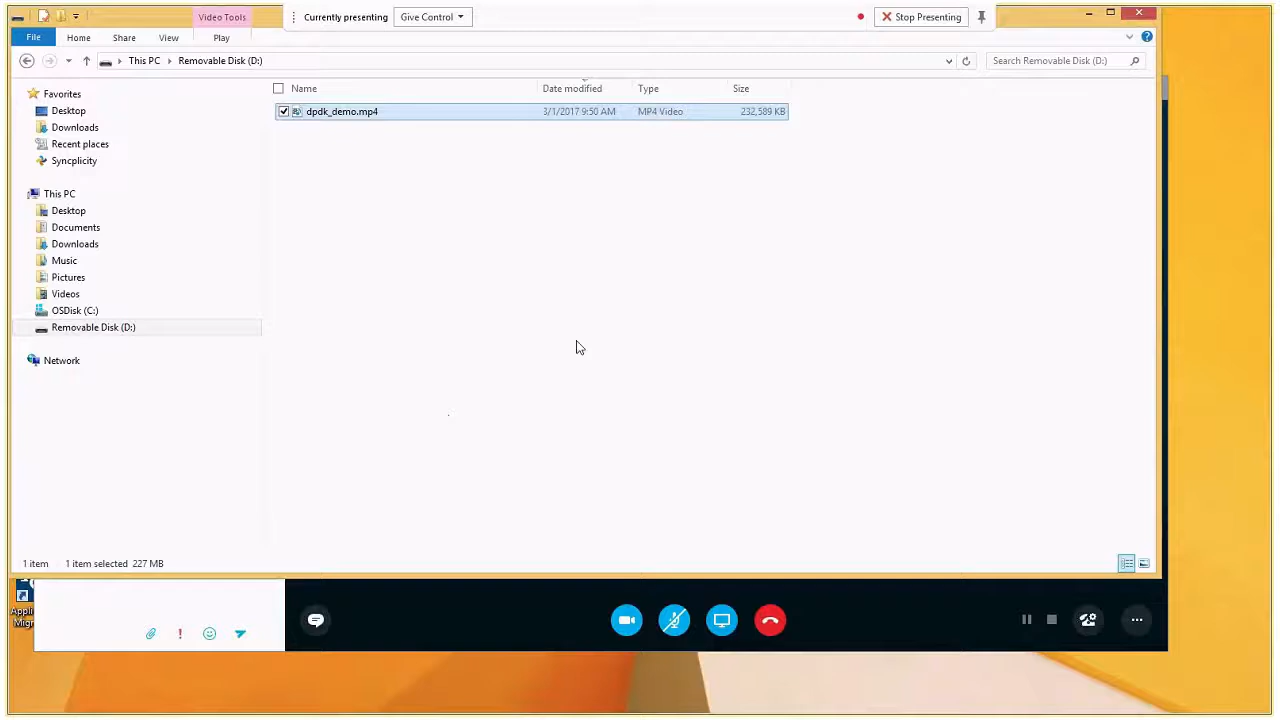 Video Tools
Currently presenting
Give Control
Stop Presenting
File
Home
Share
View
Play
This PC
Removable Disk (D:)
Search Removable Disk (D:)
Name
Date modified
Type
Size
dpdk_demo.mp4
3/1/2017 9:50 AM
MP4 Video
232,589 KB
Favorites
Desktop
Downloads
Recent places
Syncplicity
This PC
Desktop
Documents
Downloads
Music
Pictures
Videos
OSDisk (C:)
Removable Disk (D:)
Network
1 item
1 item selected
227 MB